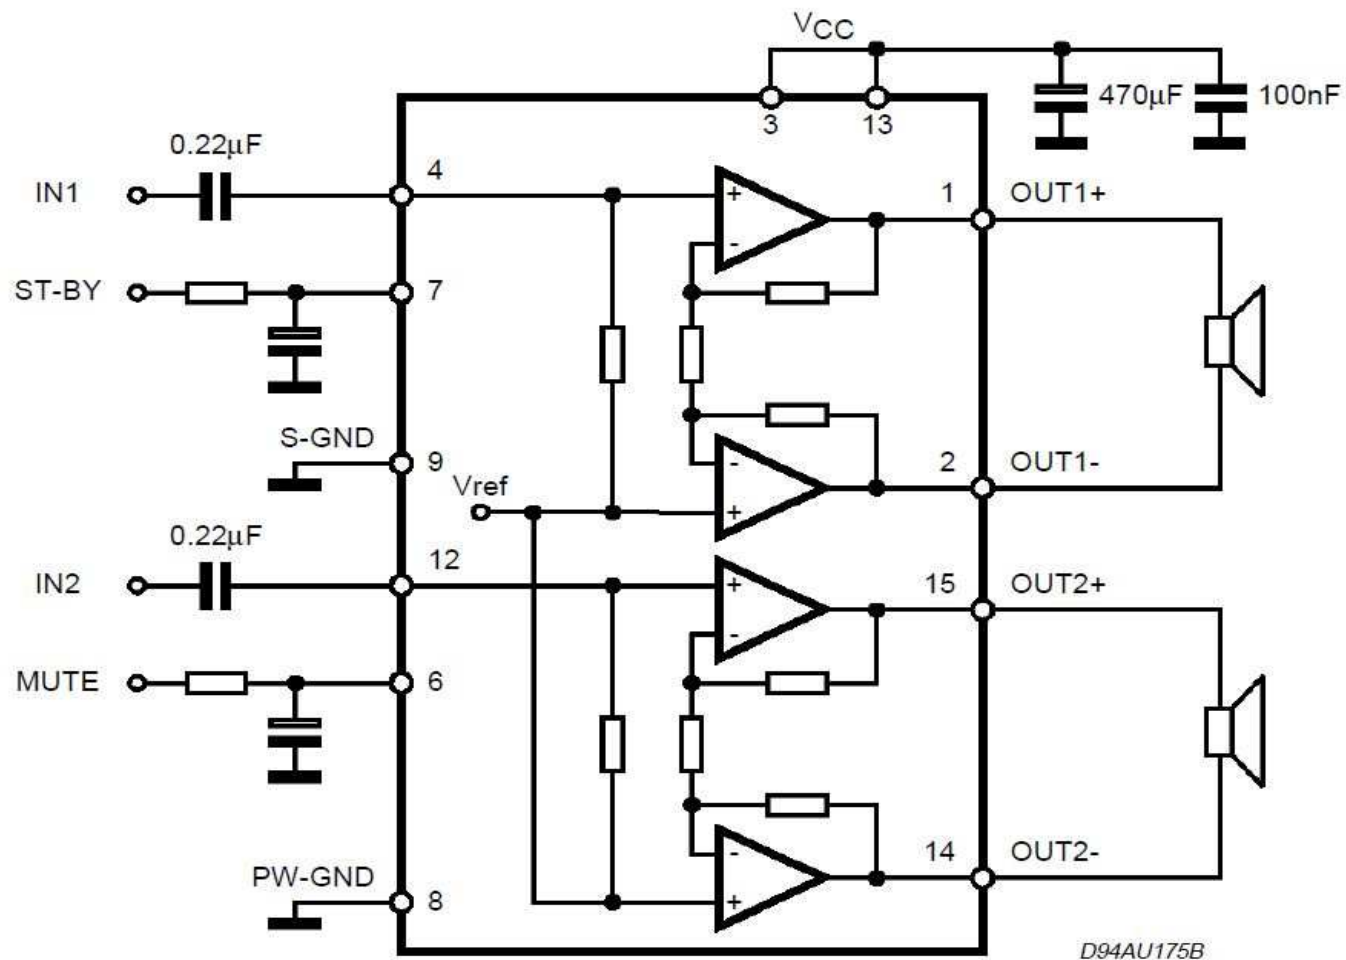 VCC
470µF
100nF
3
13
0.22µF
IN1
4
+
-
1
OUT1+
ST-BY
7
S-GND
9
Vref
-
+
2
OUT1-
0.22µF
IN2
12
+
-
15
OUT2+
MUTE
6
PW-GND
8
-
+
14
OUT2-
D94AU175B